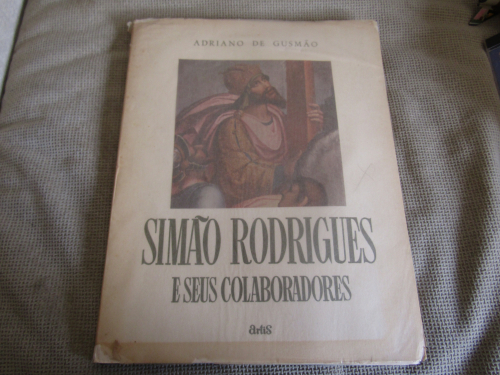 ADRIANO DE GUSMÃO
SIMÃO RODRIGUES
E SEUS COLABORADORES
artis